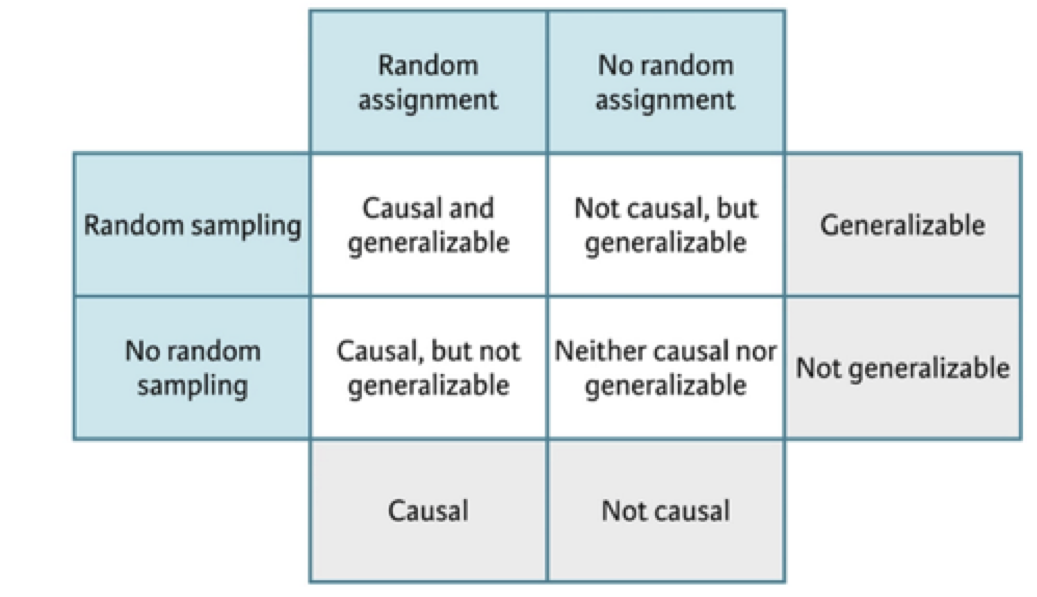 Random
assignment
No random
assignment
Random sampling
Causal and
generalizable
Not causal, but
generalizable
Generalizable
No random
sampling
Causal, but not
generalizable
Neither causal nor
generalizable
Not generalizable
Causal
Not causal